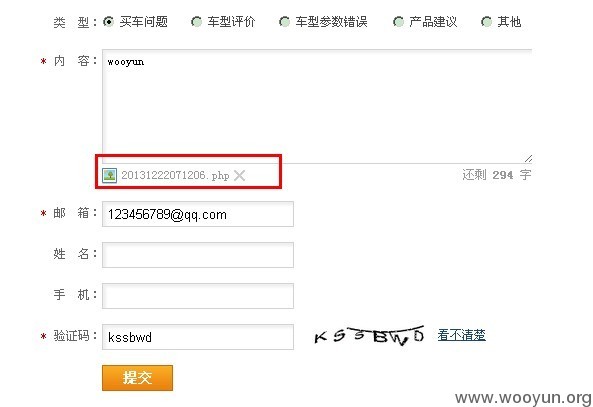 类 型： 买车问题 车型评价 车型参数错误 产品建议 其他
* 内 容： wooyun
20131222071206.php 还剩 294 字
* 邮 箱： 123456789@qq.com
姓 名：
手 机：
* 验证码： kssbwd KSSBWD 看不清楚
提交
www.wooyun.org